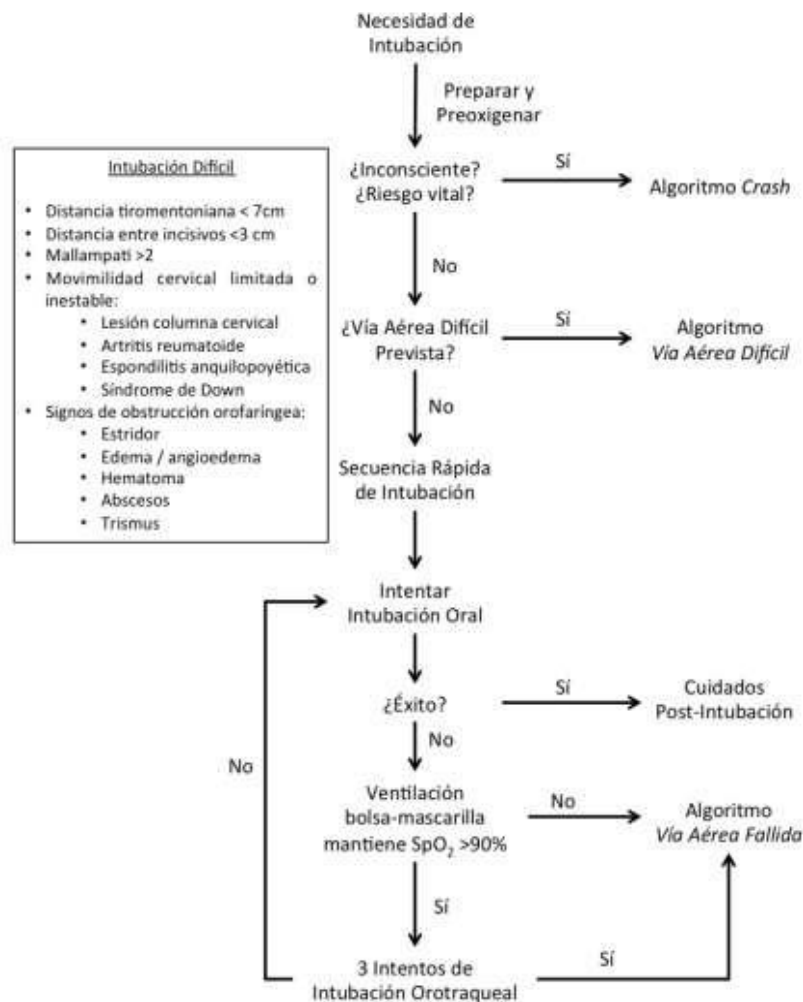 Necesidad de
Intubación
Preparar y
Preoxigenar
Intubación Difícil
• Distancia tiromentoniana < 7cm
• Distancia entre incisivos <3 cm
• Mallampati >2
• Movimilidad cervical limitada o
inestable:
• Lesión columna cervical
• Artritis reumatoide
• Espondilitis anquilopoyética
• Síndrome de Down
• Signos de obstrucción orofaríngea:
• Estridor
• Edema / angioedema
• Hematoma
• Abscesos
• Trismus
¿Inconsciente?
¿Riesgo vital?
Sí
Algoritmo Crash
No
¿Vía Aérea Difícil
Prevista?
Sí
Algoritmo
Vía Aérea Difícil
No
Secuencia Rápida
de Intubación
Intentar
Intubación Oral
¿Éxito?
Sí
Cuidados
Post-Intubación
No
No
Ventilación
bolsa-mascarilla
mantiene SpO₂ >90%
No
Algoritmo
Vía Aérea Fallida
Sí
3 Intentos de
Intubación Orotraqueal
Sí